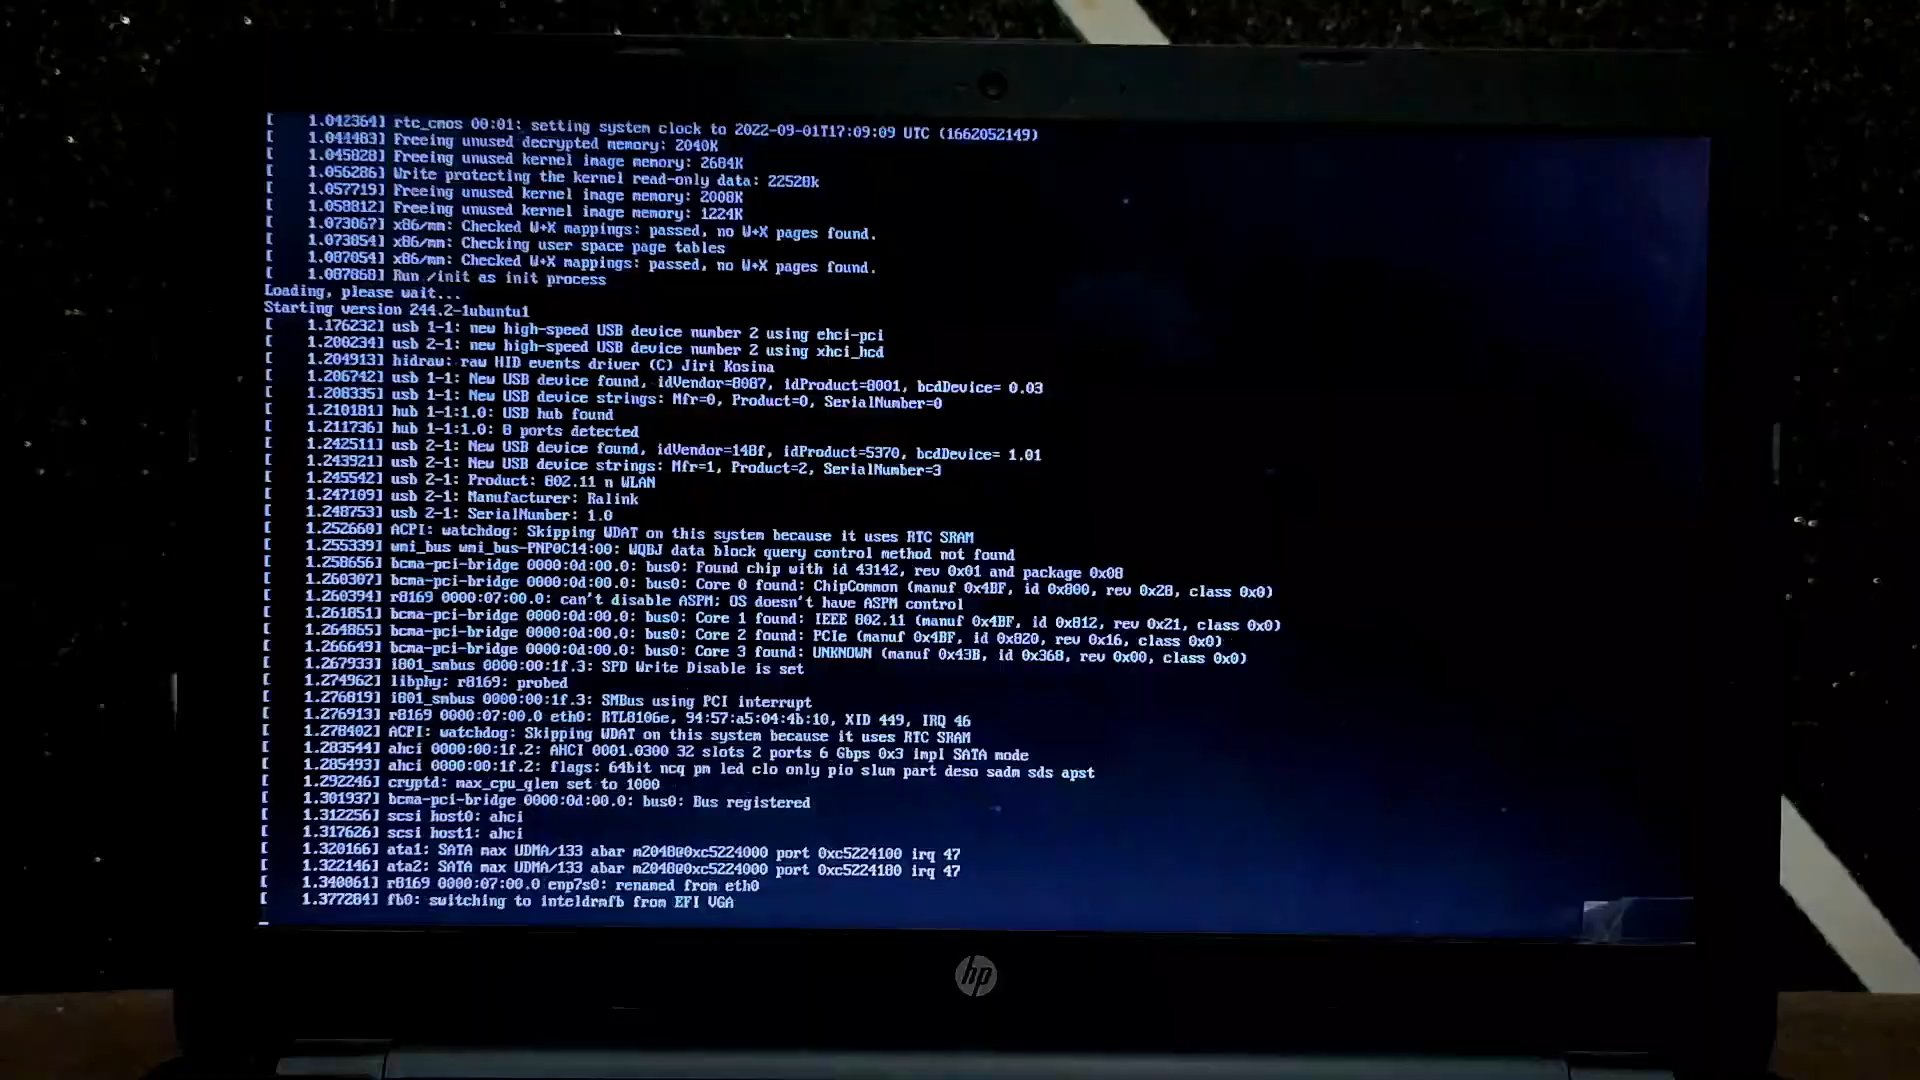 [    1.042364] rtc_cmos 00:01: setting system clock to 2022-09-01T17:09:09 UTC (1662052149)
[    1.044483] Freeing unused decrypted memory: 2040K
[    1.045828] Freeing unused kernel image memory: 2684K
[    1.056286] Write protecting the kernel read-only data: 22528k
[    1.057719] Freeing unused kernel image memory: 2008K
[    1.058812] Freeing unused kernel image memory: 1224K
[    1.073067] x86/mm: Checked W+X mappings: passed, no W+X pages found.
[    1.073854] x86/mm: Checking user space page tables
[    1.087054] x86/mm: Checked W+X mappings: passed, no W+X pages found.
[    1.087868] Run /init as init process
Loading, please wait...
Starting version 244.2-1ubuntu1
[    1.176232] usb 1-1: new high-speed USB device number 2 using ehci-pci
[    1.200234] usb 2-1: new high-speed USB device number 2 using xhci_hcd
[    1.204913] hidraw: raw HID events driver (C) Jiri Kosina
[    1.206742] usb 1-1: New USB device found, idVendor=8087, idProduct=8001, bcdDevice= 0.03
[    1.208335] usb 1-1: New USB device strings: Mfr=0, Product=0, SerialNumber=0
[    1.210181] hub 1-1:1.0: USB hub found
[    1.211736] hub 1-1:1.0: 8 ports detected
[    1.242511] usb 2-1: New USB device found, idVendor=148f, idProduct=5370, bcdDevice= 1.01
[    1.243921] usb 2-1: New USB device strings: Mfr=1, Product=2, SerialNumber=3
[    1.245542] usb 2-1: Product: 802.11 n WLAN
[    1.247109] usb 2-1: Manufacturer: Ralink
[    1.248753] usb 2-1: SerialNumber: 1.0
[    1.252660] ACPI: watchdog: Skipping WDAT on this system because it uses RTC SRAM
[    1.255339] wmi_bus wmi_bus-PNP0C14:00: WQBJ data block query control method not found
[    1.258656] bcma-pci-bridge 0000:0d:00.0: bus0: Found chip with id 43142, rev 0x01 and package 0x08
[    1.260307] bcma-pci-bridge 0000:0d:00.0: bus0: Core 0 found: ChipCommon (manuf 0x4BF, id 0x800, rev 0x28, class 0x0)
[    1.260394] r8169 0000:07:00.0: can't disable ASPM; OS doesn't have ASPM control
[    1.261851] bcma-pci-bridge 0000:0d:00.0: bus0: Core 1 found: IEEE 802.11 (manuf 0x4BF, id 0x812, rev 0x21, class 0x0)
[    1.264865] bcma-pci-bridge 0000:0d:00.0: bus0: Core 2 found: PCIe (manuf 0x4BF, id 0x820, rev 0x16, class 0x0)
[    1.266649] bcma-pci-bridge 0000:0d:00.0: bus0: Core 3 found: UNKNOWN (manuf 0x43B, id 0x368, rev 0x00, class 0x0)
[    1.267933] i801_smbus 0000:00:1f.3: SPD Write Disable is set
[    1.274962] libphy: r8169: probed
[    1.276819] i801_smbus 0000:00:1f.3: SMBus using PCI interrupt
[    1.276913] r8169 0000:07:00.0 eth0: RTL8106e, 94:57:a5:04:4b:10, XID 449, IRQ 46
[    1.278402] ACPI: watchdog: Skipping WDAT on this system because it uses RTC SRAM
[    1.283544] ahci 0000:00:1f.2: AHCI 0001.0300 32 slots 2 ports 6 Gbps 0x3 impl SATA mode
[    1.285493] ahci 0000:00:1f.2: flags: 64bit ncq pm led clo only pio slum part deso sadm sds apst
[    1.292246] cryptd: max_cpu_qlen set to 1000
[    1.301937] bcma-pci-bridge 0000:0d:00.0: bus0: Bus registered
[    1.312256] scsi host0: ahci
[    1.317626] scsi host1: ahci
[    1.320166] ata1: SATA max UDMA/133 abar m2048@0xc5224000 port 0xc5224100 irq 47
[    1.322146] ata2: SATA max UDMA/133 abar m2048@0xc5224000 port 0xc5224180 irq 47
[    1.340061] r8169 0000:07:00.0 enp7s0: renamed from eth0
[    1.377284] fb0: switching to inteldrmfb from EFI VGA
hp